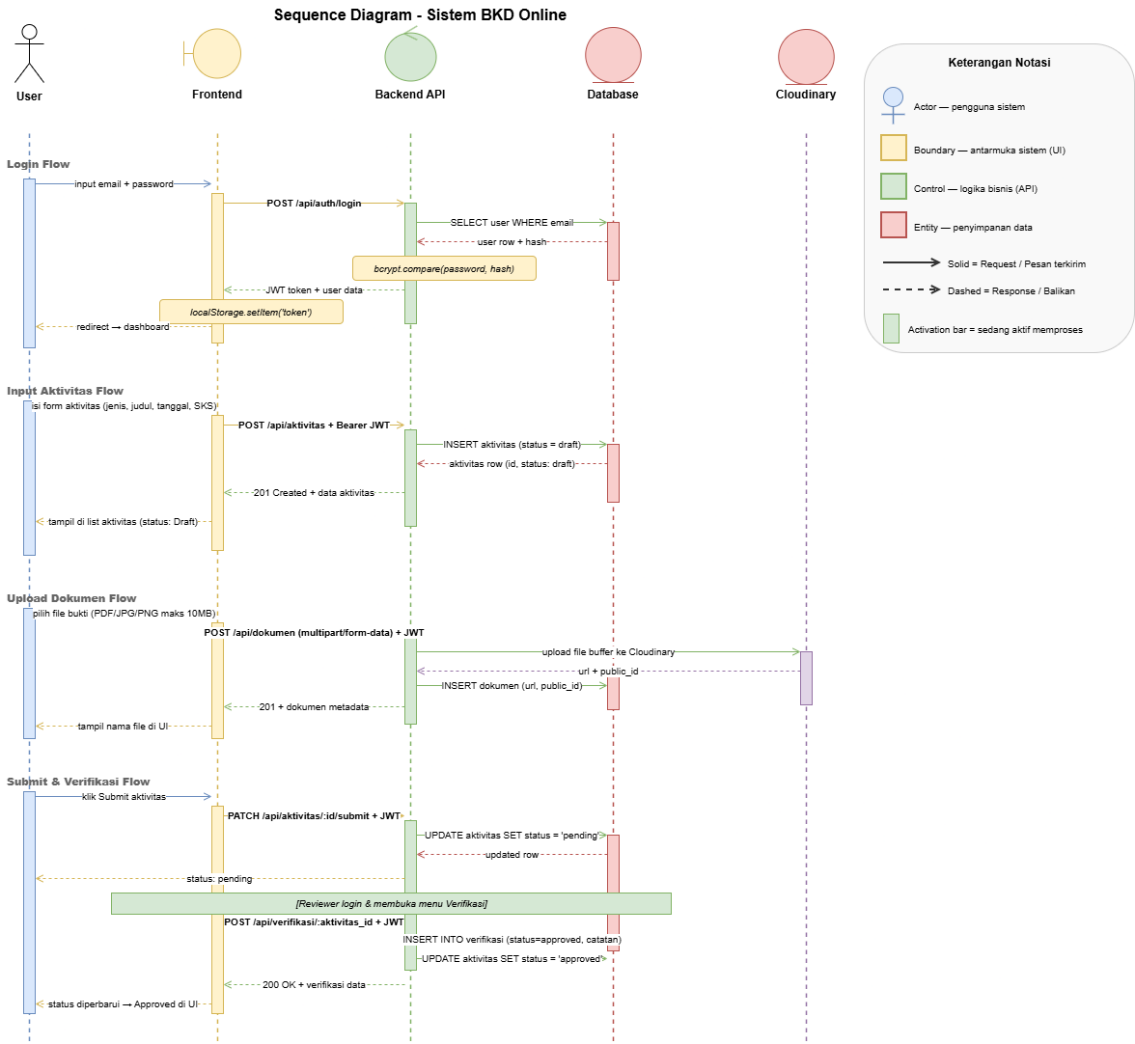 Sequence Diagram - Sistem BKD Online
User
Frontend
Backend API
Database
Cloudinary
Keterangan Notasi
Actor — pengguna sistem
Boundary — antarmuka sistem (UI)
Control — logika bisnis (API)
Entity — penyimpanan data
Solid = Request / Pesan terkirim
Dashed = Response / Balikan
Activation bar = sedang aktif memproses
Login Flow
input email + password
POST /api/auth/login
SELECT user WHERE email
user row + hash
bcrypt.compare(password, hash)
JWT token + user data
localStorage.setItem('token')
redirect → dashboard
Input Aktivitas Flow
isi form aktivitas (jenis, judul, tanggal, SKS)
POST /api/aktivitas + Bearer JWT
INSERT aktivitas (status = draft)
aktivitas row (id, status: draft)
201 Created + data aktivitas
tampil di list aktivitas (status: Draft)
Upload Dokumen Flow
pilih file bukti (PDF/JPG/PNG maks 10MB)
POST /api/dokumen (multipart/form-data) + JWT
upload file buffer ke Cloudinary
url + public_id
INSERT dokumen (url, public_id)
201 + dokumen metadata
tampil nama file di UI
Submit & Verifikasi Flow
klik Submit aktivitas
PATCH /api/aktivitas/:id/submit + JWT
UPDATE aktivitas SET status = 'pending'
updated row
status: pending
[Reviewer login & membuka menu Verifikasi]
POST /api/verifikasi/:aktivitas_id + JWT
INSERT INTO verifikasi (status=approved, catatan)
UPDATE aktivitas SET status = 'approved'
200 OK + verifikasi data
status diperbarui → Approved di UI